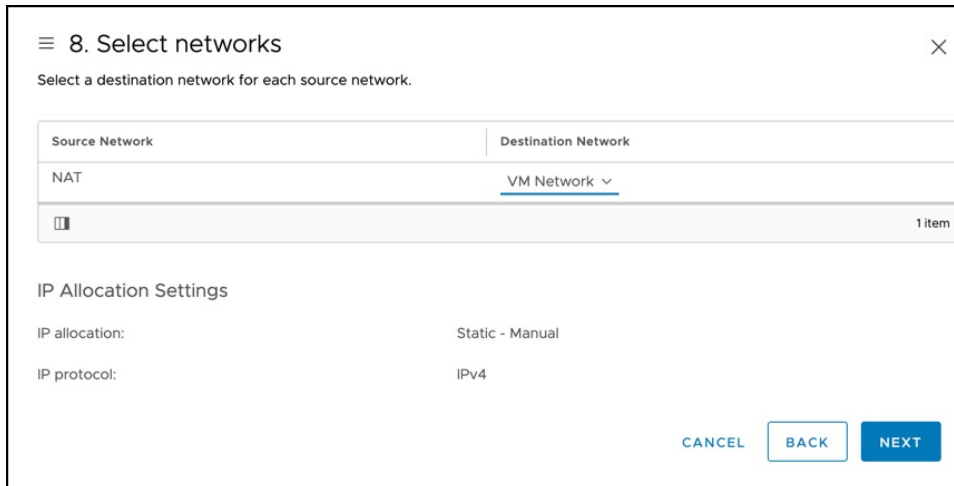 8. Select networks
Select a destination network for each source network.
Source Network Destination Network
NAT VM Network
1 item
IP Allocation Settings
IP allocation: Static - Manual
IP protocol: IPv4
CANCEL BACK NEXT